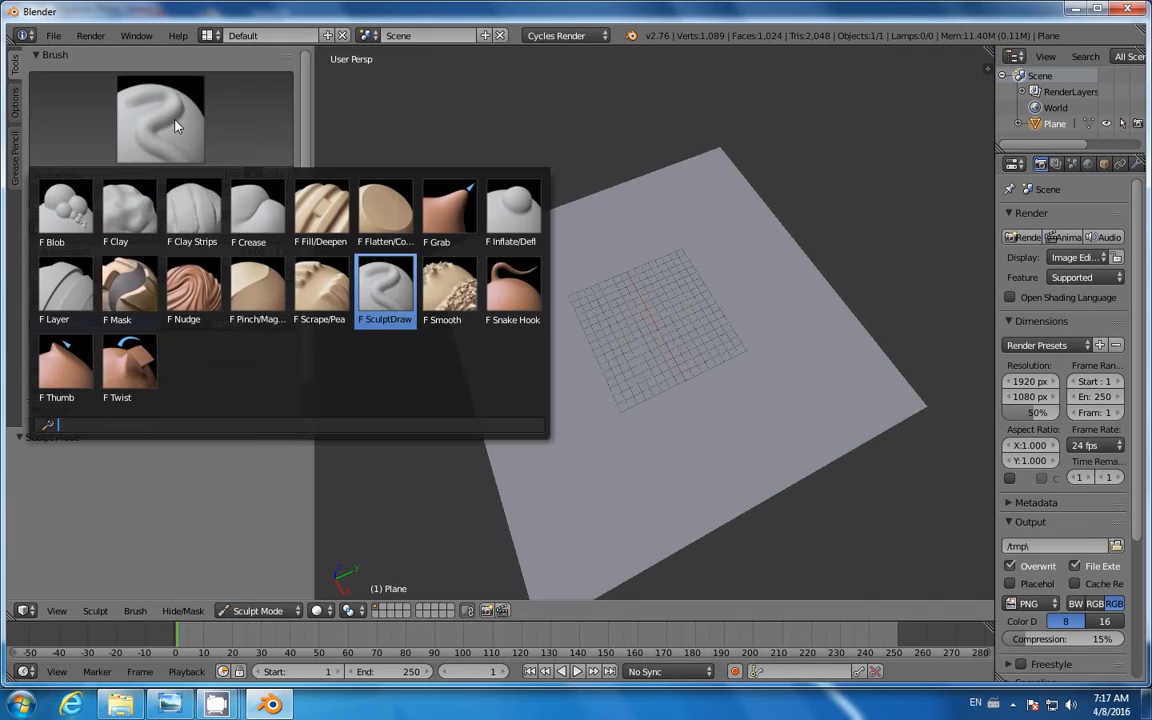 Blender
File Render Window Help Default Scene Cycles Render v2.76 | Verts:1,089 | Faces:1,024 | Tris:2,048 | Objects:1/1 | Lamps:0/0 | Mem:11.40M (0.11M) | Plane
Tools
Options
Grease Pencil
Brush
User Persp
F Blob F Clay F Clay Strips F Crease F Fill/Deepen F Flatten/Co... F Grab F Inflate/Defl
F Layer F Mask F Nudge F Pinch/Mag... F Scrape/Pea F SculptDraw F Smooth F Snake Hook
F Thumb F Twist
(1) Plane
View Sculpt Brush Hide/Mask Sculpt Mode
-50 -40 -30 -20 -10 0 10 20 30 40 50 60 70 80 90 100 110 120 130 140 150 160 170 180 190 200 210 220 230 240 250 260 270 280
View Marker Frame Playback Start: 1 End: 250 1 No Sync
View Search All Scen
Scene
RenderLayers
World
Plane
Scene
Render
Rende Anima Audio
Display: Image Edi...
Feature Supported
Open Shading Language
Dimensions
Render Presets
Resolution: Frame Ran
1920 px Start : 1
1080 px En: 250
50% Fram: 1
Aspect Ratio: Frame Rate:
X:1.000 24 fps
Y:1.000 Time Rema
C 1 1
Metadata
Output
/tmp\
Overwrit File Exte
Placehol Cache Re
PNG BW RGB RGB
Color D 8 16
Compression: 15%
Freestyle
EN 7:17 AM
4/8/2016